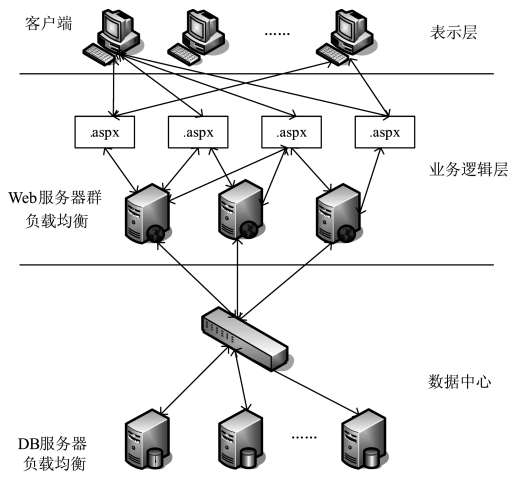 客户端
......
表示层
.aspx
.aspx
.aspx
.aspx
业务逻辑层
Web服务器群
负载均衡
数据中心
......
DB服务器
负载均衡